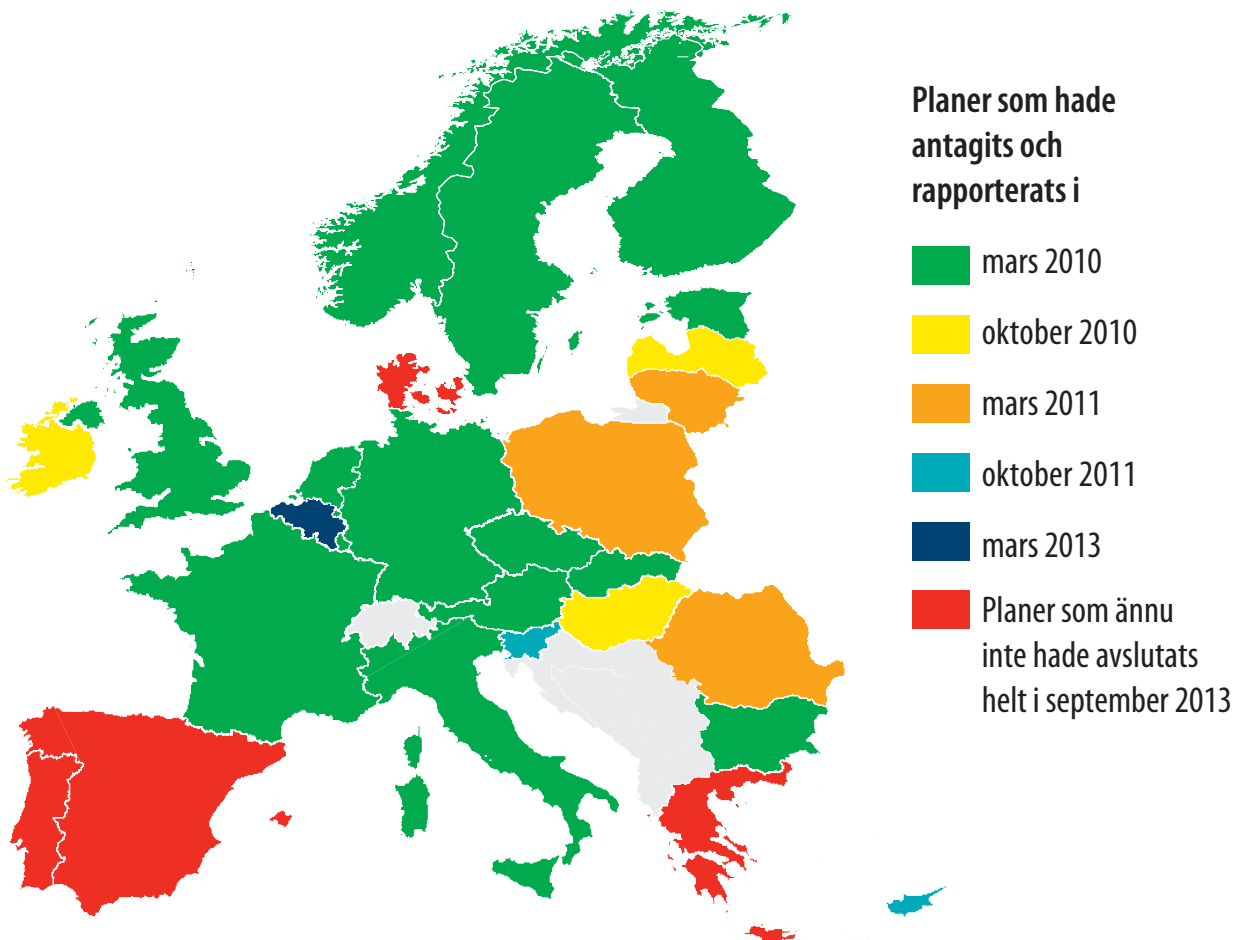 Planer som hade
antagits och
rapporterats i
mars 2010
oktober 2010
mars 2011
oktober 2011
mars 2013
Planer som ännu
inte hade avslutats
helt i september 2013